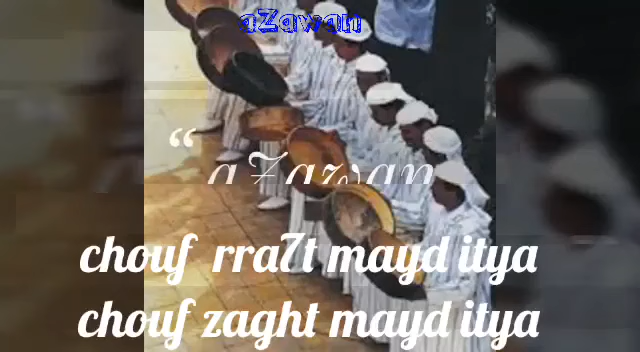 aZawan
“ aZawan
chouf rra7t mayd itya
chouf zaght mayd itya